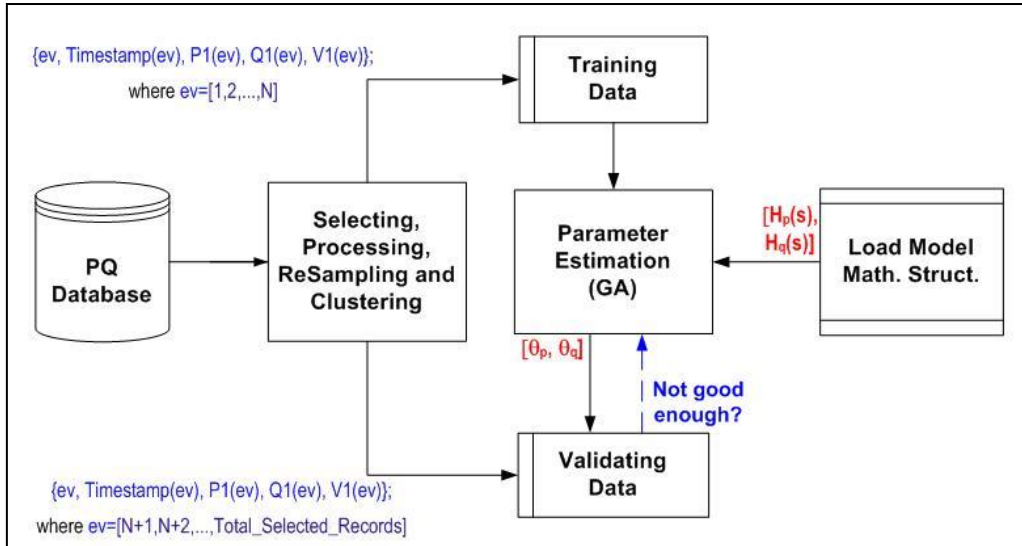 {ev, Timestamp(ev), P1(ev), Q1(ev), V1(ev)};
where ev=[1,2,...,N]
Training
Data
PQ
Database
Selecting,
Processing,
ReSampling and
Clustering
Parameter
Estimation
(GA)
[Hp(s),
Hq(s)]
Load Model
Math. Struct.
[θp, θq]
Not good
enough?
Validating
Data
{ev, Timestamp(ev), P1(ev), Q1(ev), V1(ev)};
where ev=[N+1,N+2,...,Total_Selected_Records]